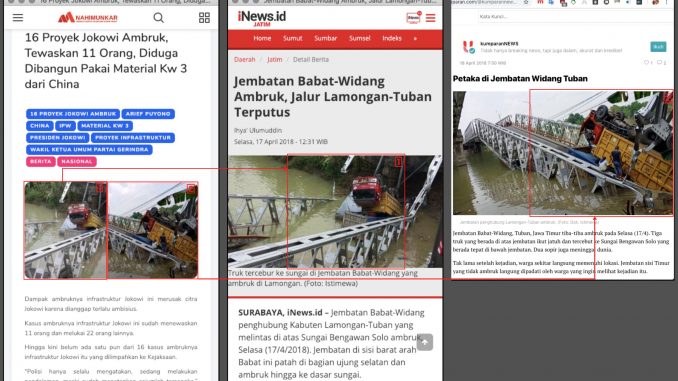 16 Proyek Jokowi Ambruk, Tewaskan 11 Orang, Diduga...
NAHIMUNKAR
16 Proyek Jokowi Ambruk,
Tewaskan 11 Orang, Diduga
Dibangun Pakai Material Kw 3
dari China
16 PROYEK JOKOWI AMBRUK
ARIEF PUYONO
CHINA
IPW
MATERIAL KW 3
PRESIDEN JOKOWI
PROYEK INFRASTRUKTUR
WAKIL KETUA UMUM PARTAI GERINDRA
BERITA
NASIONAL
Dampak ambruknya infrastruktur Jokowi ini merusak citra
Jokowi karena dianggap terlalu ambisius.
Kasus ambruknya infrastruktur Jokowi ini sudah menewaskan
11 orang dan melukai 22 orang lainnya.
Hingga kini belum ada satu pun dari 16 kasus ambruknya
infrastruktur Jokowi itu yang dilimpahkan ke Kejaksaan.
"Polisi hanya selalu mengatakan, sedang melakukan
Jembatan Babat-Widang Ambruk, Jalur Lamongan-Tub...
iNews.id
JATIM
Home
Sumut
Sumbar
Sumsel
Indeks
»
Daerah / Jatim / Detail Berita
Jembatan Babat-Widang
Ambruk, Jalur Lamongan-Tuban
Terputus
Ihya' Ulumuddin
Selasa, 17 April 2018 - 12:31 WIB
1
Truk tercebur ke sungai di Jembatan Babat-Widang yang
ambruk di Lamongan. (Foto: Istimewa)
SURABAYA, iNews.id – Jembatan Babat-Widang
penghubung Kabuten Lamongan-Tuban yang
melintas di atas Sungai Bengawan Solo ambruk
Selasa (17/4/2018). Jembatan di sisi barat arah
Babat ini patah di bagian ujung selatan dan
ambruk hingga ke dasar sungai.
Kata Kunci...
kumparanNEWS
Tidak hanya breaking news, tapi juga dalam, akurat dan kredibel!
Ikuti
18 April 2018 7:50 WIB
1
2
Petaka di Jembatan Widang Tuban
Jembatan penghubung Lamongan-Tuban ambruk. (Foto: Dok. Istimewa)
Jembatan Babat-Widang, Tuban, Jawa Timur tiba-tiba ambruk pada Selasa (17/4). Tiga
truk yang berada di atas jembatan ikut jatuh dan tercebur ke Sungai Bengawan Solo yang
berada tepat di bawah jembatan. Dua sopir juga meninggal dunia.
Tak lama setelah kejadian, warga sekitar langsung memenuhi lokasi. Jembatan sisi Timur
yang tidak ambruk langsung dipadati oleh warga yang ingin melihat kejadian itu.